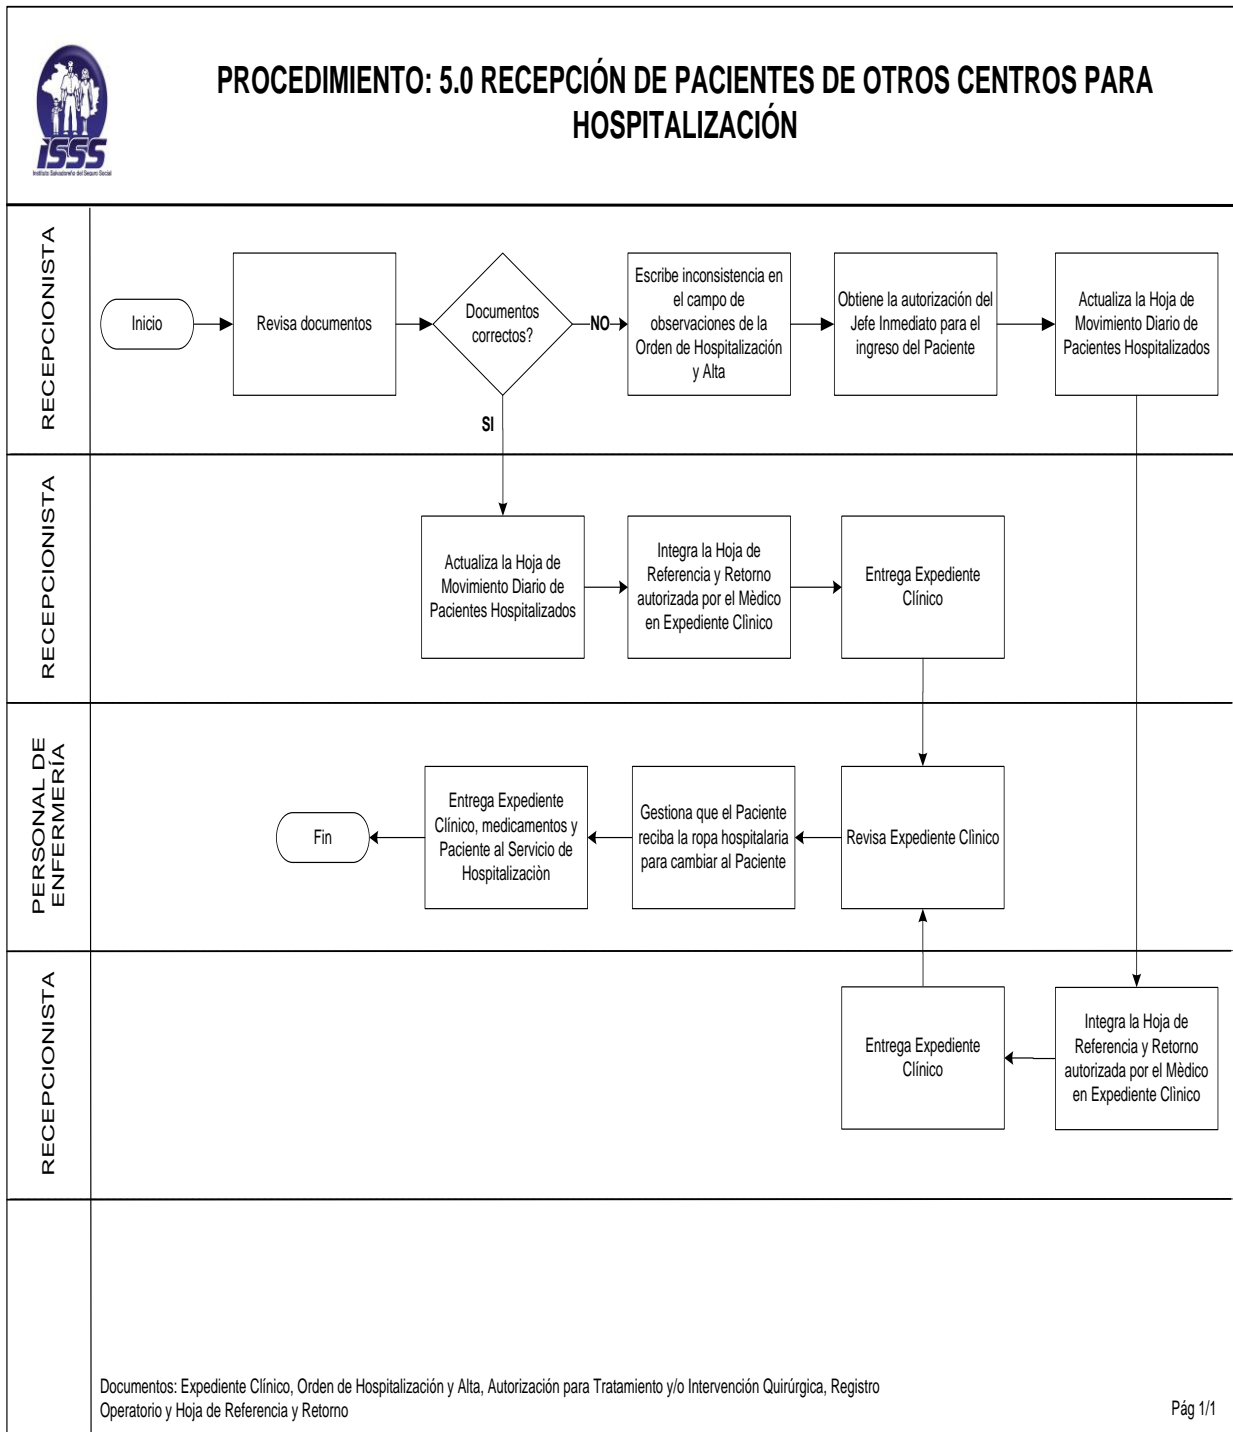 PROCEDIMIENTO: 5.0 RECEPCIÓN DE PACIENTES DE OTROS CENTROS PARA
HOSPITALIZACIÓN
ISSS
Instituto Salvadoreño del Seguro Social
RECEPCIONISTA
Inicio
Revisa documentos
Documentos
correctos?
NO
SI
Escribe inconsistencia en
el campo de
observaciones de la
Orden de Hospitalización
y Alta
Obtiene la autorización del
Jefe Inmediato para el
ingreso del Paciente
Actualiza la Hoja de
Movimiento Diario de
Pacientes Hospitalizados
RECEPCIONISTA
Actualiza la Hoja de
Movimiento Diario de
Pacientes Hospitalizados
Integra la Hoja de
Referencia y Retorno
autorizada por el Mèdico
en Expediente Clìnico
Entrega Expediente
Clínico
PERSONAL DE
ENFERMERÍA
Fin
Entrega Expediente
Clínico, medicamentos y
Paciente al Servicio de
Hospitalizaciòn
Gestiona que el Paciente
reciba la ropa hospitalaria
para cambiar al Paciente
Revisa Expediente Clìnico
RECEPCIONISTA
Entrega Expediente
Clínico
Integra la Hoja de
Referencia y Retorno
autorizada por el Mèdico
en Expediente Clìnico
Documentos: Expediente Clínico, Orden de Hospitalización y Alta, Autorización para Tratamiento y/o Intervención Quirúrgica, Registro
Operatorio y Hoja de Referencia y Retorno
Pág 1/1